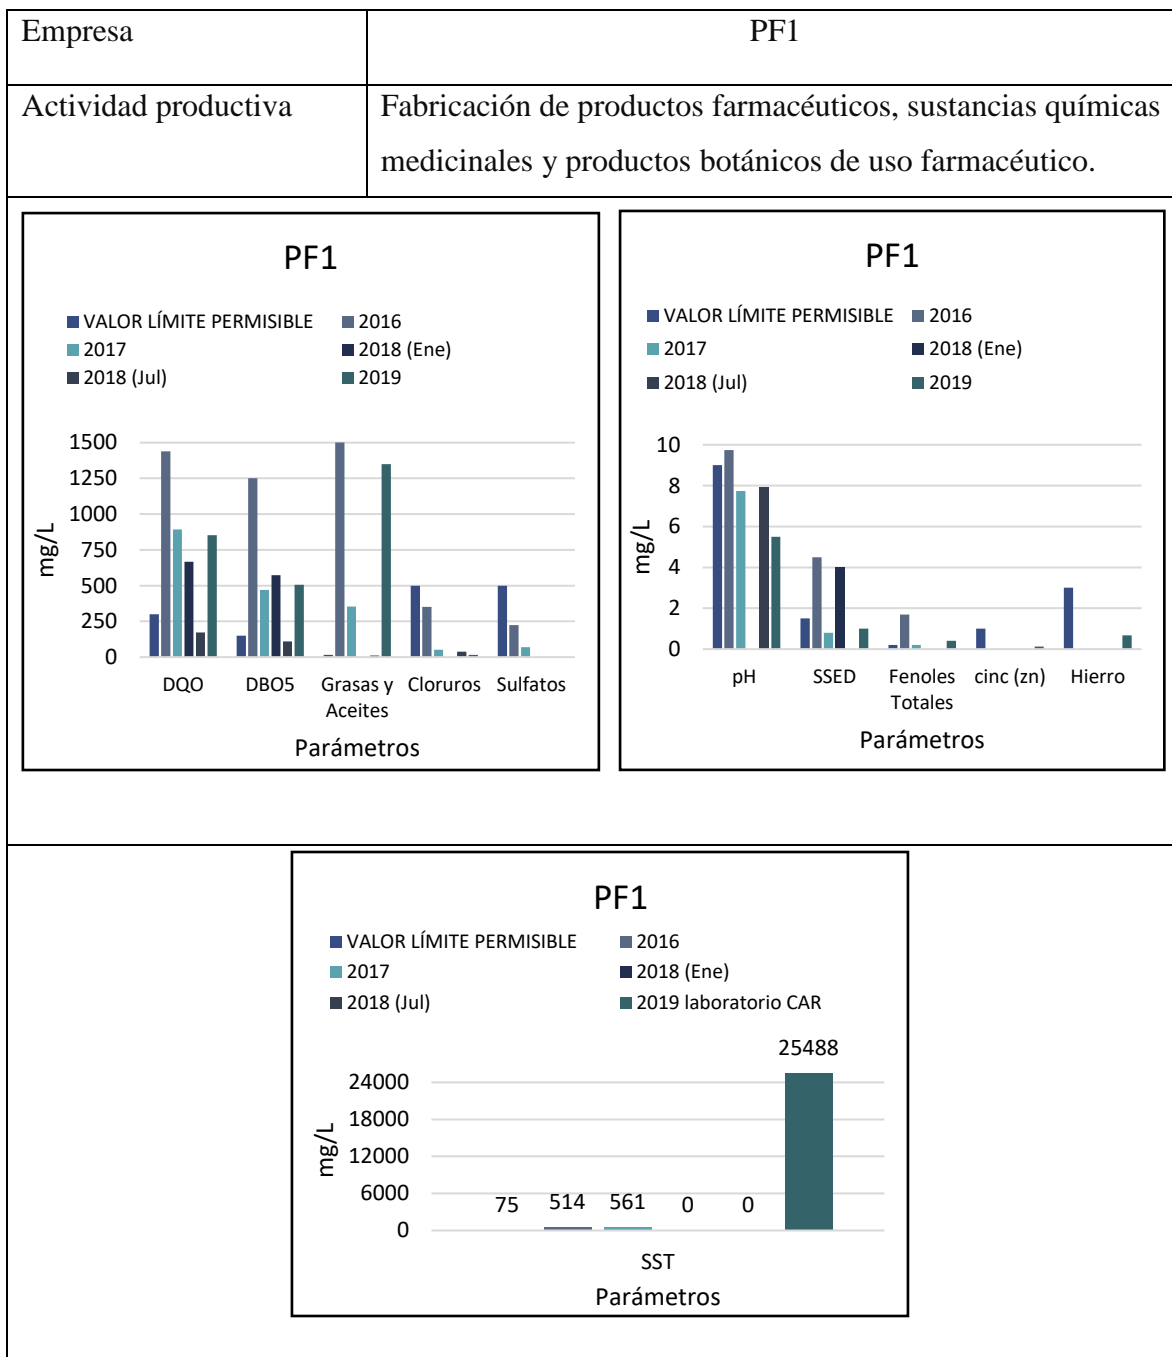 Empresa
PF1
Actividad productiva
Fabricación de productos farmacéuticos, sustancias químicas
medicinales y productos botánicos de uso farmacéutico.
PF1
VALOR LÍMITE PERMISIBLE
2016
2017
2018 (Ene)
2018 (Jul)
2019
1500
1250
1000
750
500
250
0
mg/L
DQO
DBO5
Grasas y
Aceites
Cloruros
Sulfatos
Parámetros
PF1
VALOR LÍMITE PERMISIBLE
2016
2017
2018 (Ene)
2018 (Jul)
2019
10
8
6
4
2
0
mg/L
pH
SSED
Fenoles
Totales
cinc (zn)
Hierro
Parámetros
PF1
VALOR LÍMITE PERMISIBLE
2016
2017
2018 (Ene)
2018 (Jul)
2019 laboratorio CAR
24000
18000
12000
6000
0
mg/L
75
514
561
0
0
25488
SST
Parámetros